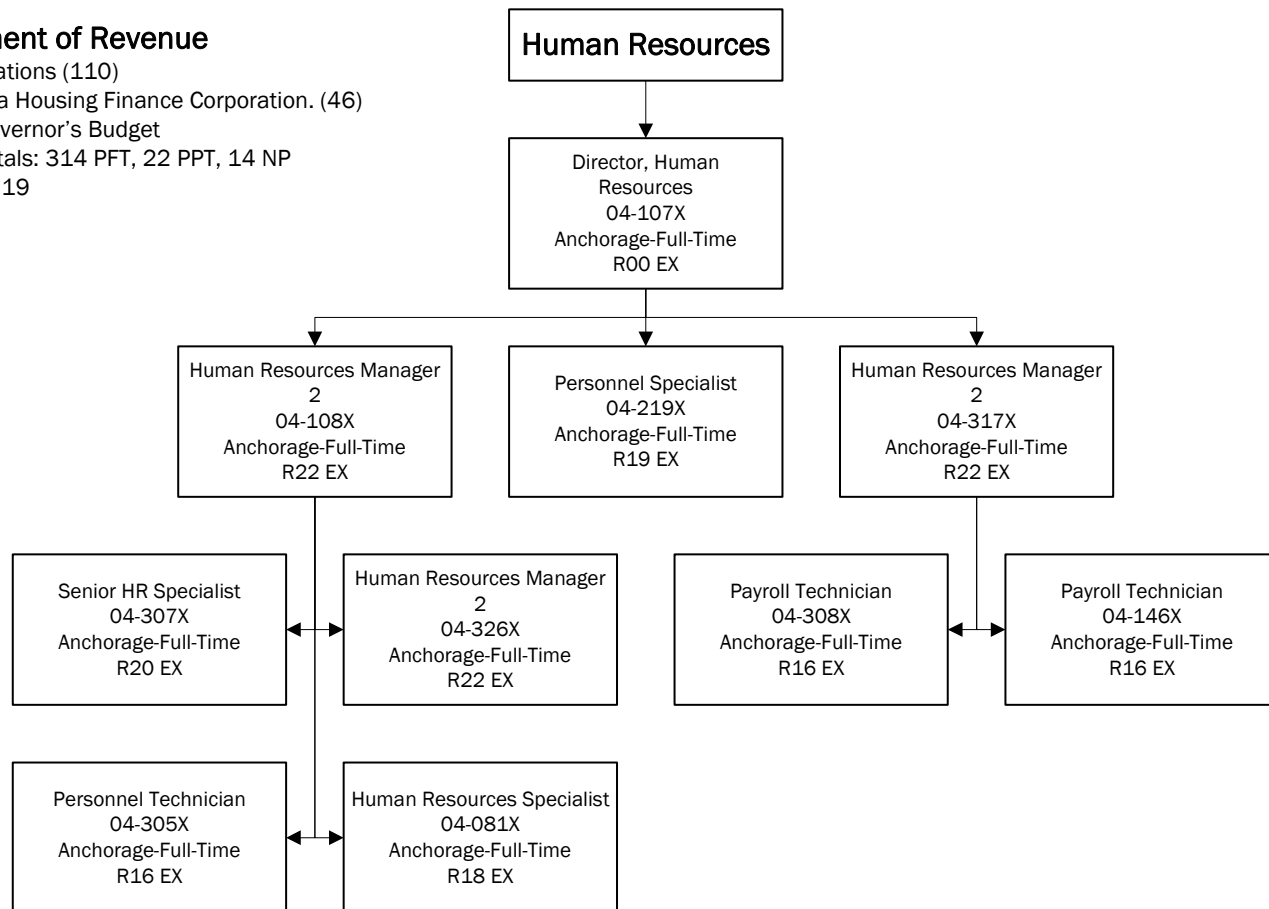 ment of Revenue
ations (110)
a Housing Finance Corporation. (46)
vernor's Budget
tals: 314 PFT, 22 PPT, 14 NP
19
Human Resources
Director, Human
Resources
04-107X
Anchorage-Full-Time
R00 EX
Human Resources Manager
2
04-108X
Anchorage-Full-Time
R22 EX
Personnel Specialist
04-219X
Anchorage-Full-Time
R19 EX
Human Resources Manager
2
04-317X
Anchorage-Full-Time
R22 EX
Senior HR Specialist
04-307X
Anchorage-Full-Time
R20 EX
Human Resources Manager
2
04-326X
Anchorage-Full-Time
R22 EX
Payroll Technician
04-308X
Anchorage-Full-Time
R16 EX
Payroll Technician
04-146X
Anchorage-Full-Time
R16 EX
Personnel Technician
04-305X
Anchorage-Full-Time
R16 EX
Human Resources Specialist
04-081X
Anchorage-Full-Time
R18 EX